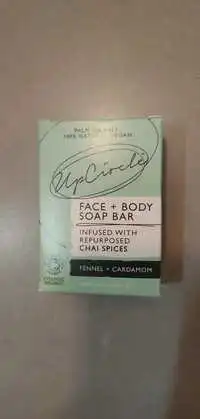 UpCircle
FACE + BODY
SOAP BAR
INFUSED WITH
REPURPOSED
CHAI SPICES
FENNEL + CARDAMOM